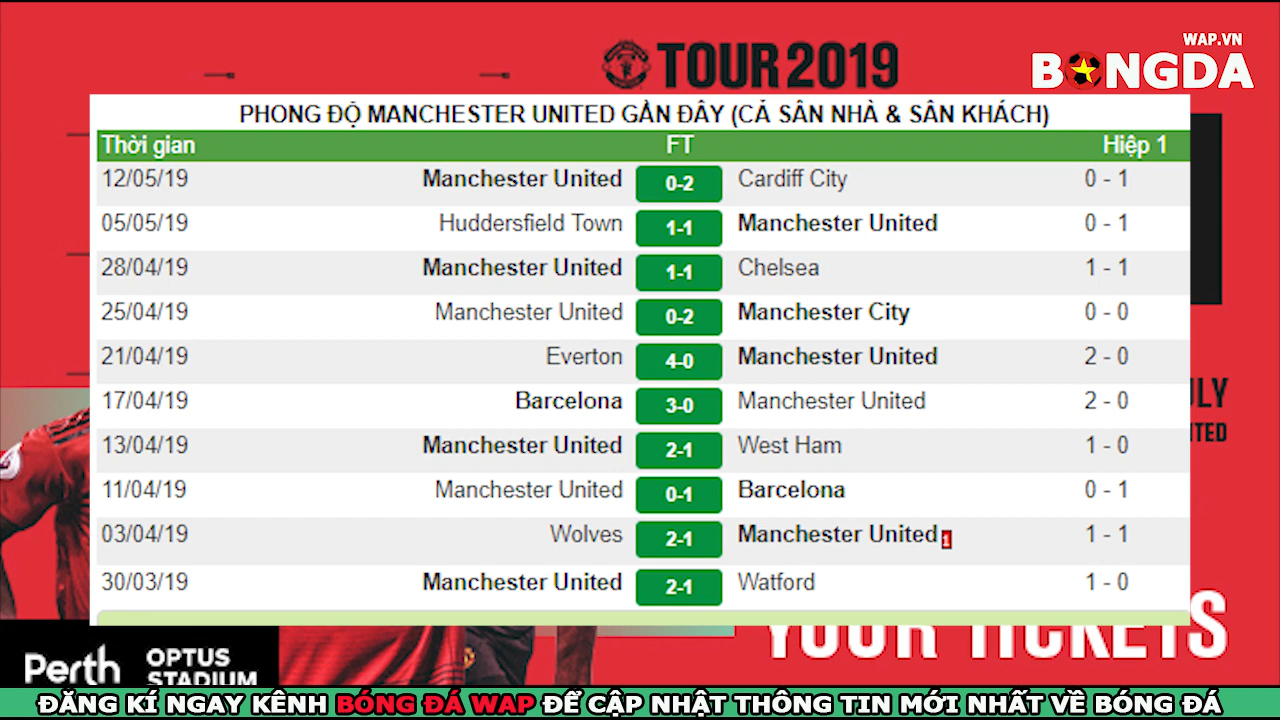 WAP.VN
BONGDA
TOUR 2019
PHONG ĐỘ MANCHESTER UNITED GẦN ĐÂY (CẢ SÂN NHÀ & SÂN KHÁCH)
Thời gian FT Hiệp 1
12/05/19 Manchester United 0-2 Cardiff City 0 - 1
05/05/19 Huddersfield Town 1-1 Manchester United 0 - 1
28/04/19 Manchester United 1-1 Chelsea 1 - 1
25/04/19 Manchester United 0-2 Manchester City 0 - 0
21/04/19 Everton 4-0 Manchester United 2 - 0
17/04/19 Barcelona 3-0 Manchester United 2 - 0
13/04/19 Manchester United 2-1 West Ham 1 - 0
11/04/19 Manchester United 0-1 Barcelona 0 - 1
03/04/19 Wolves 2-1 Manchester United 1 1 - 1
30/03/19 Manchester United 2-1 Watford 1 - 0
YOUR TICKETS
Perth OPTUS
STADIUM
ĐĂNG KÍ NGAY KÊNH BÓNG ĐÁ WAP ĐỂ CẬP NHẬT THÔNG TIN MỚI NHẤT VỀ BÓNG ĐÁ